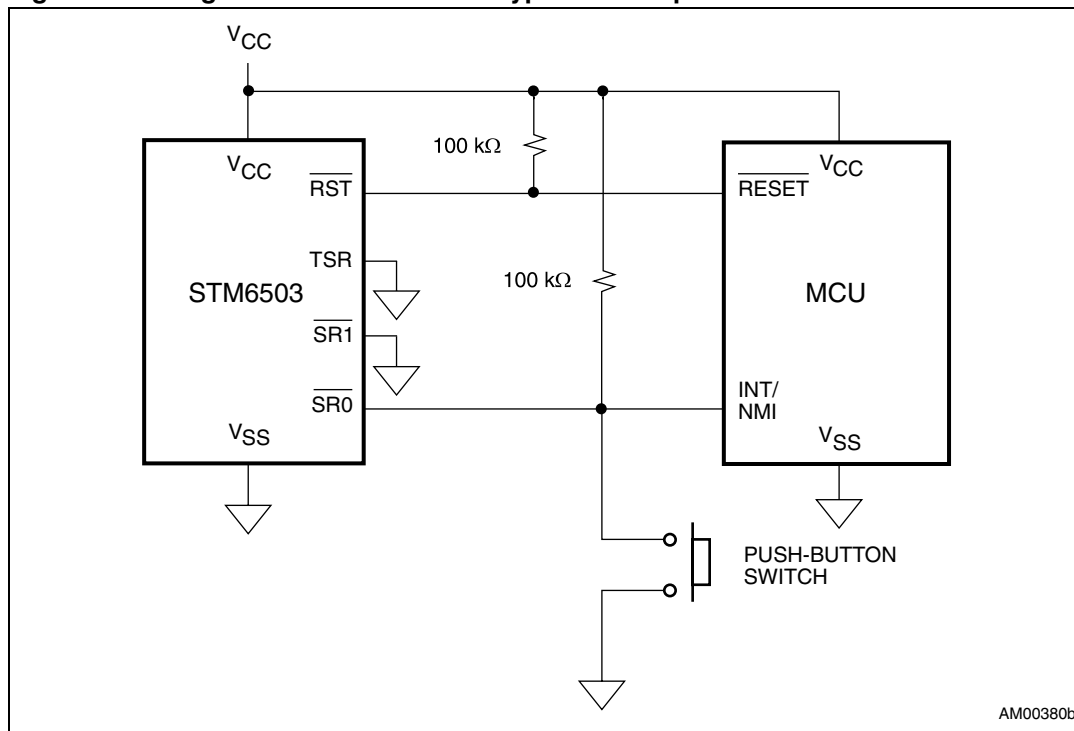 V_CC
100 kΩ
V_CC
V_CC
RST
RESET
TSR
100 kΩ
STM6503
MCU
SR1
SR0
INT/
NMI
V_SS
V_SS
PUSH-BUTTON
SWITCH
AM00380b